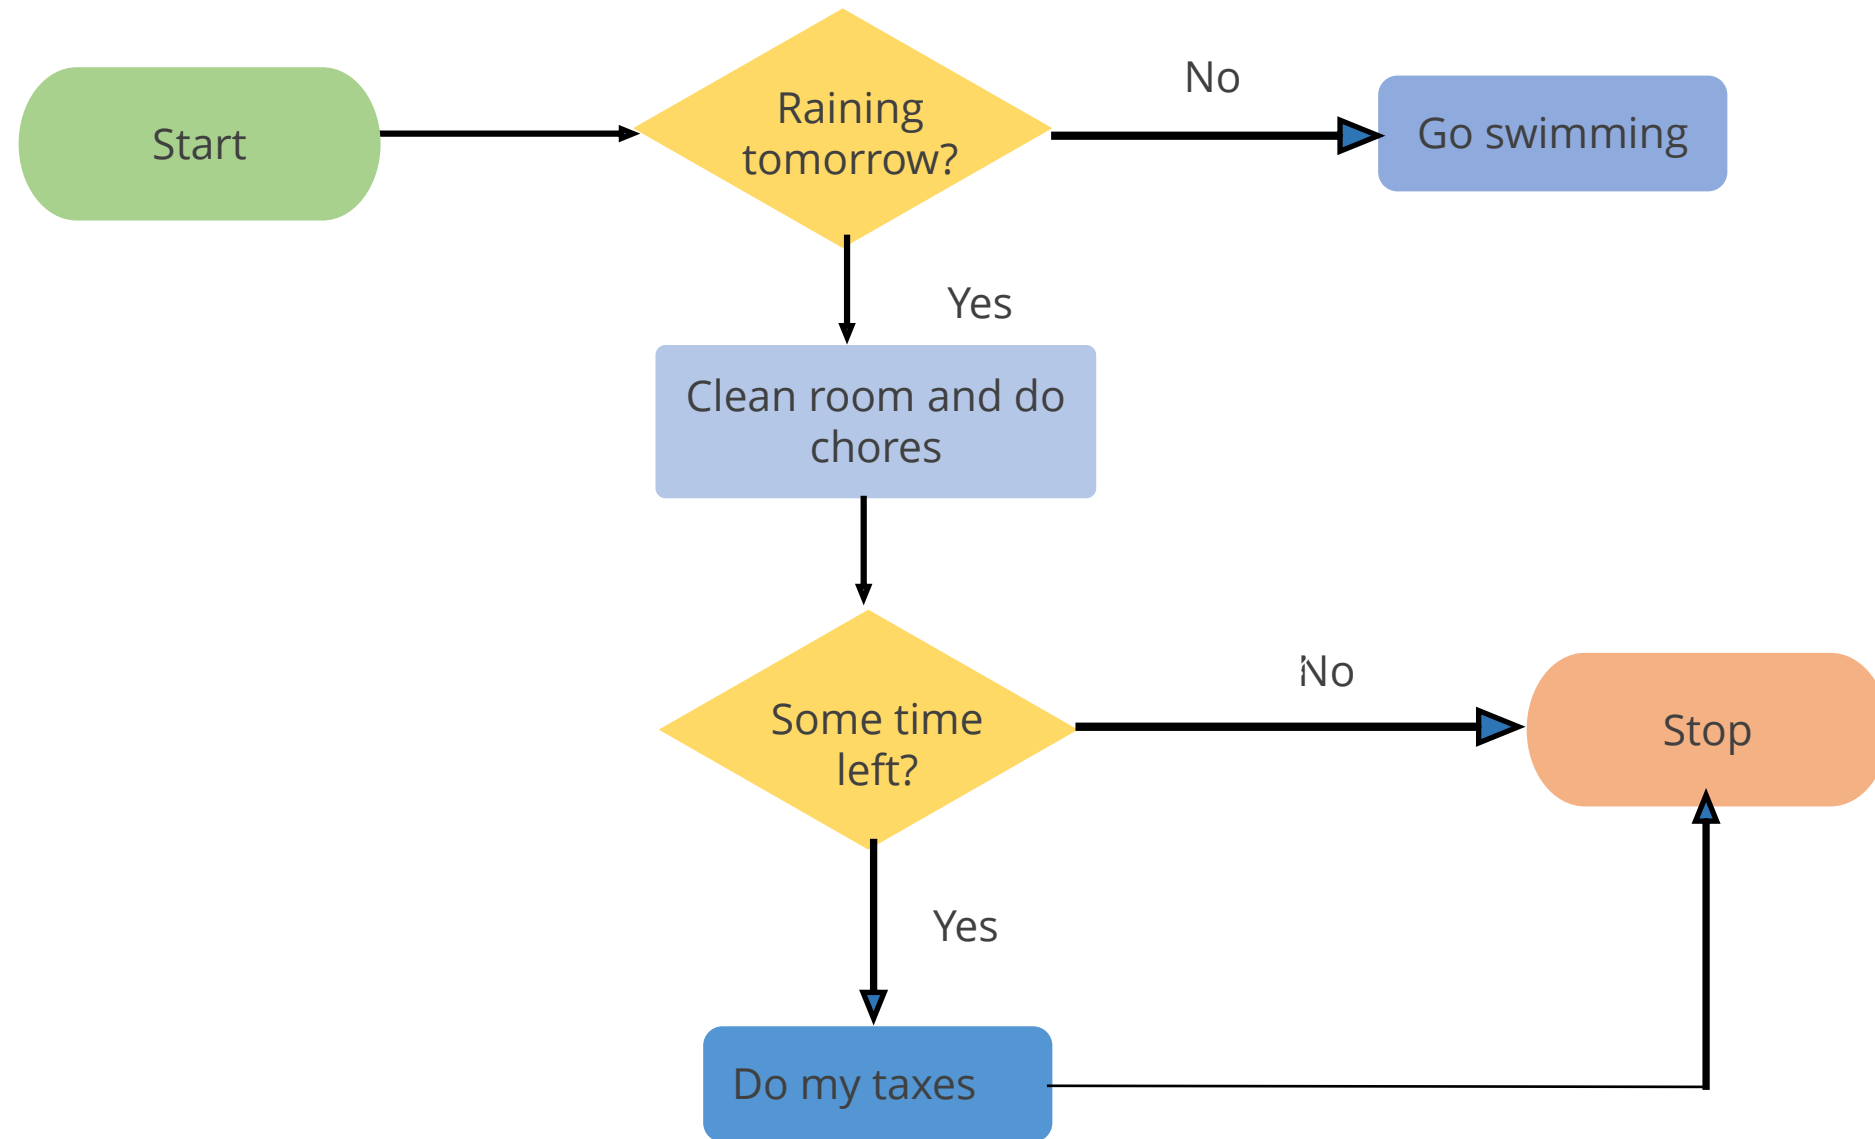 Start
Raining
tomorrow?
No
Go swimming
Yes
Clean room and do
chores
Some time
left?
No
Stop
Yes
Do my taxes